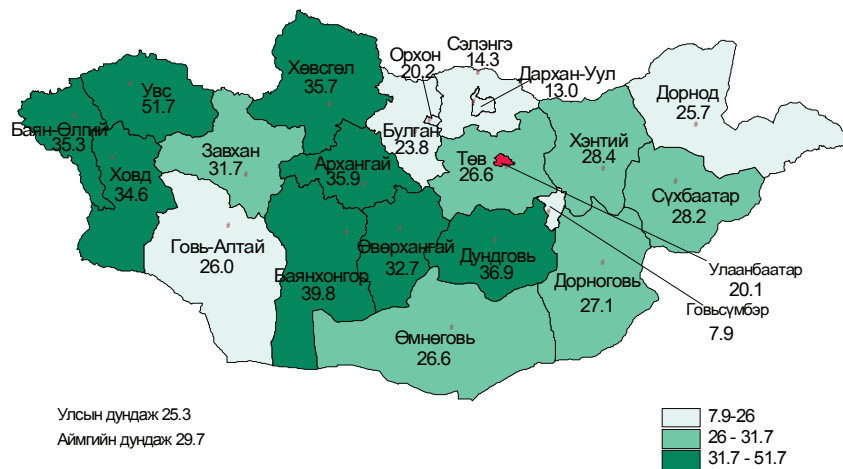 Сэлэнгэ
14.3
Орхон
20.2
Дархан-Уул
13.0
Хөвсгөл
35.7
Увс
51.7
Дорнод
25.7
Баян-Өлгий
35.3
Булган
23.8
Завхан
31.7
Архангай
35.9
Төв
26.6
Хэнтий
28.4
Ховд
34.6
Сүхбаатар
28.2
Говь-Алтай
26.0
Өвөрхангай
32.7
Дундговь
36.9
Баянхонгор
39.8
Дорноговь
27.1
Улаанбаатар
20.1
Говьсүмбэр
7.9
Өмнөговь
26.6
Улсын дундаж 25.3
Аймгийн дундаж 29.7
7.9-26
26 - 31.7
31.7 - 51.7